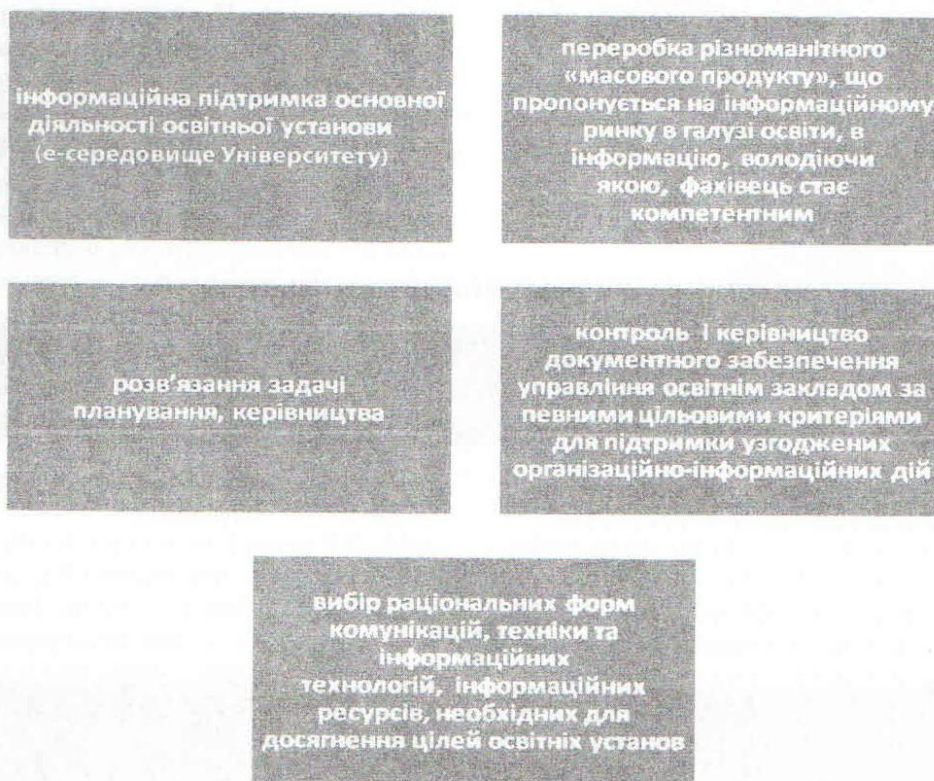 інформаційна підтримка основної
діяльності освітньої установи
(е-середовище Університету)
переробка різноманітного
«масового продукту», що
пропонується на інформаційному
ринку в галузі освіти, в
інформацію, володіючи
якою, фахівець стає
компетентним
розв'язання задачі
планування, керівництва
контроль і керівництво
документного забезпечення
управління освітнім закладом за
певними цільовими критеріями
для підтримки узгоджених
організаційно-інформаційних дій
вибір раціональних форм
комунікацій, техніки та
інформаційних
технологій, інформаційних
ресурсів, необхідних для
досягнення цілей освітніх установ